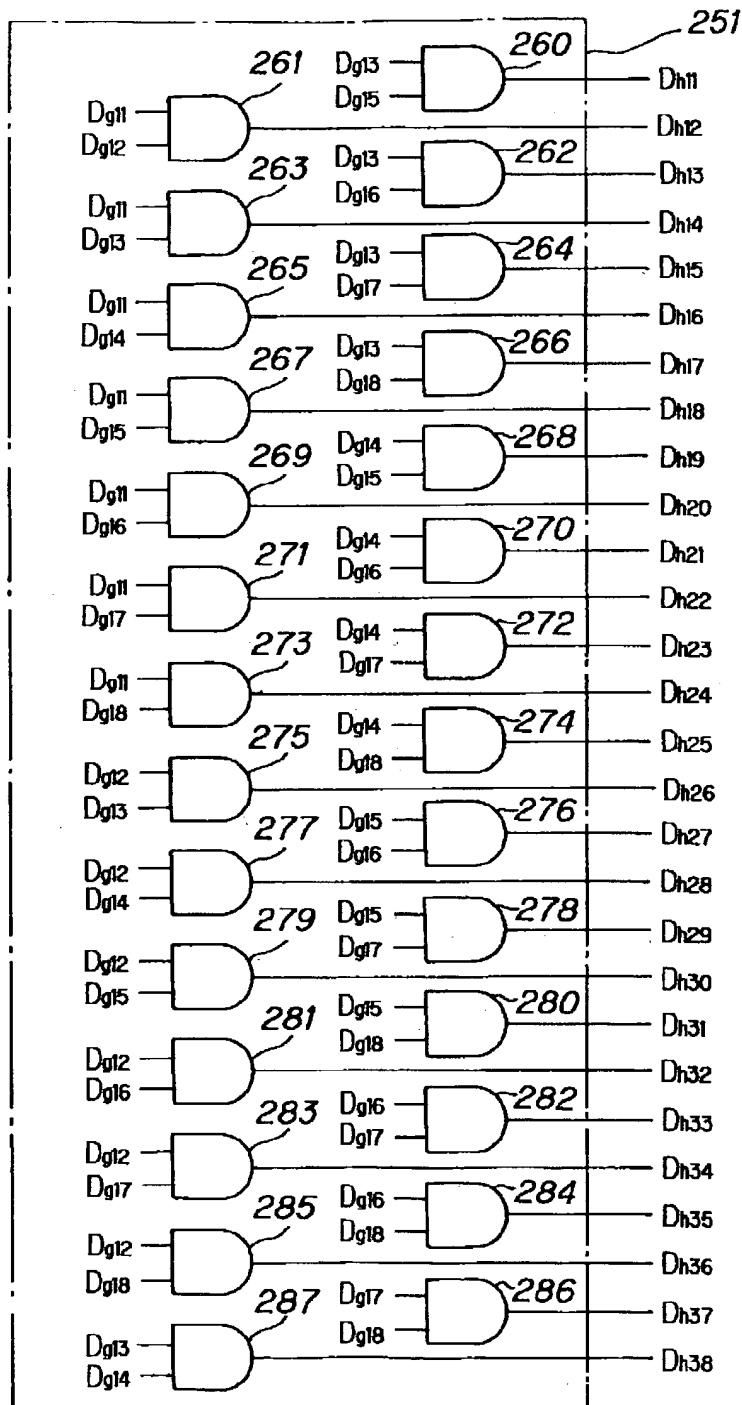 251
260
Dg13
Dg15
Dh11
261
Dg11
Dg12
Dh12
262
Dg13
Dg16
Dh13
263
Dg11
Dg13
Dh14
264
Dg13
Dg17
Dh15
265
Dg11
Dg14
Dh16
266
Dg13
Dg18
Dh17
267
Dg11
Dg15
Dh18
268
Dg14
Dg15
Dh19
269
Dg11
Dg16
Dh20
270
Dg14
Dg16
Dh21
271
Dg11
Dg17
Dh22
272
Dg14
Dg17
Dh23
273
Dg11
Dg18
Dh24
274
Dg14
Dg18
Dh25
275
Dg12
Dg13
Dh26
276
Dg15
Dg16
Dh27
277
Dg12
Dg14
Dh28
278
Dg15
Dg17
Dh29
279
Dg12
Dg15
Dh30
280
Dg15
Dg18
Dh31
281
Dg12
Dg16
Dh32
282
Dg16
Dg17
Dh33
283
Dg12
Dg17
Dh34
284
Dg16
Dg18
Dh35
285
Dg12
Dg18
Dh36
286
Dg17
Dg18
Dh37
287
Dg13
Dg14
Dh38